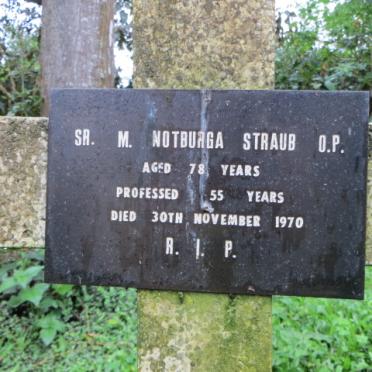 SR. M. NOTBURGA STRAUB O.P.
AGED 78 YEARS
PROFESSED 55 YEARS
DIED 30TH NOVEMBER 1970
R. I. P.